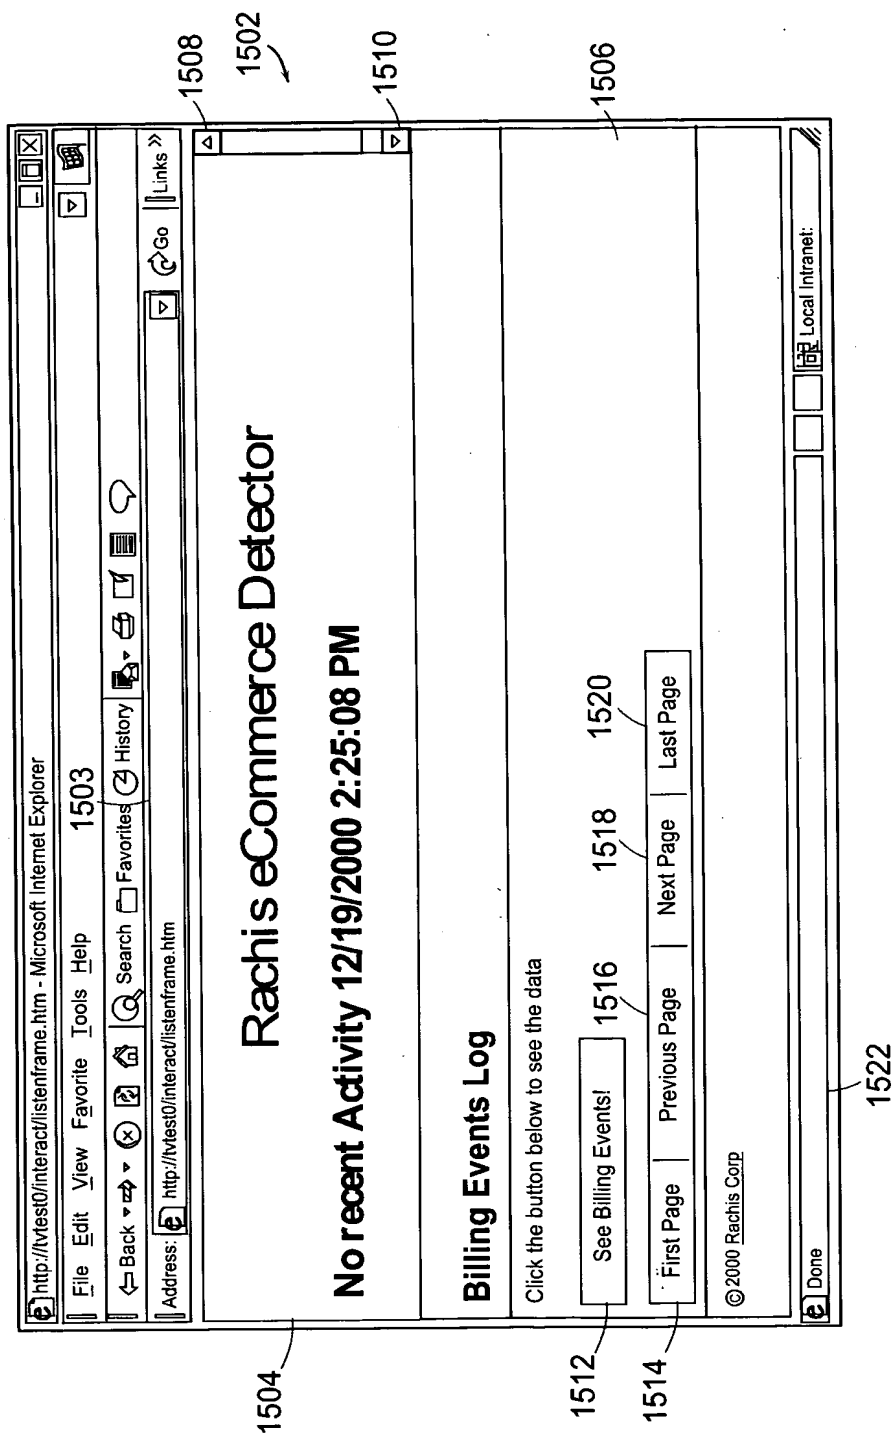 http://tvtest0/interact/listenframe.htm - Microsoft Internet Explorer
File Edit View Favorite Tools Help
1503
Back Search Favorites History
Address: http://tvtest0/interact/listenframe.htm Go Links »
1508
1502
1504
Rachis eCommerce Detector
No recent Activity 12/19/2000 2:25:08 PM
1510
Billing Events Log
Click the button below to see the data
1506
1512
See Billing Events!
1516
1518
1520
1514
First Page | Previous Page | Next Page | Last Page
© 2000 Rachis Corp
Done Local Intranet:
1522